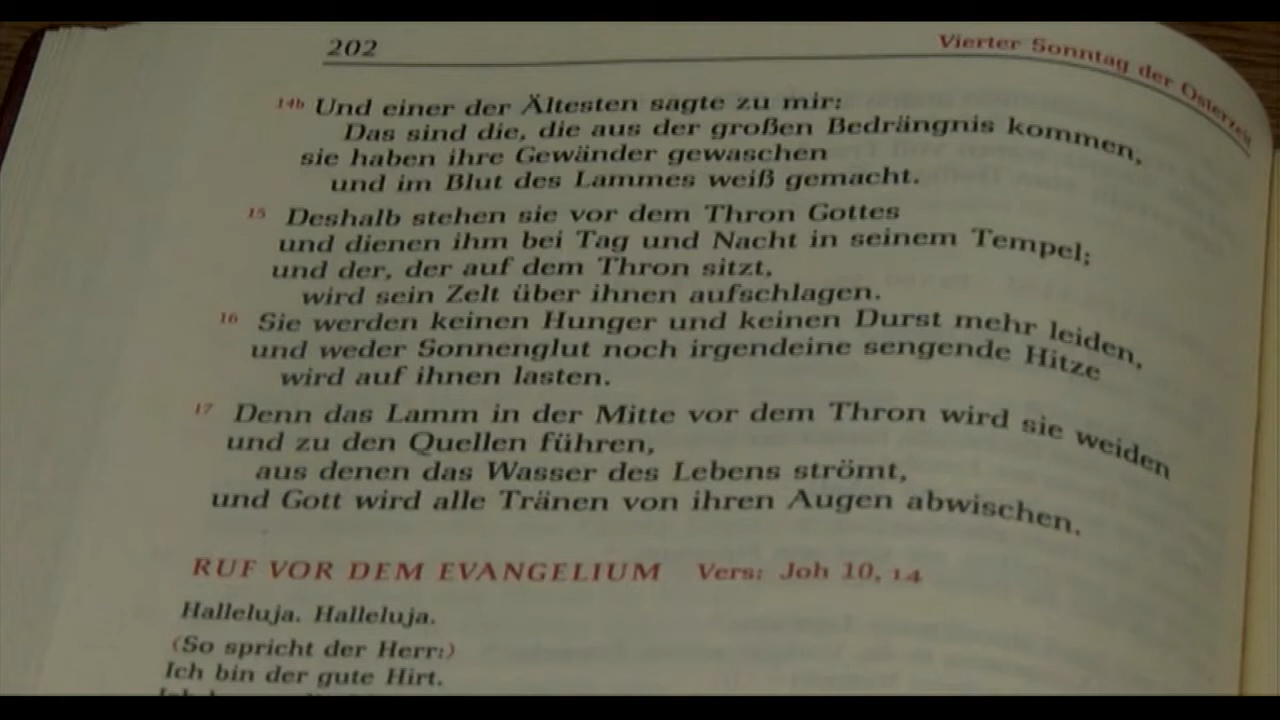 202
Vierter Sonntag der Osterzeit
14b Und einer der Ältesten sagte zu mir:
Das sind die, die aus der großen Bedrängnis kommen,
sie haben ihre Gewänder gewaschen
und im Blut des Lammes weiß gemacht.
15 Deshalb stehen sie vor dem Thron Gottes
und dienen ihm bei Tag und Nacht in seinem Tempel;
und der, der auf dem Thron sitzt,
wird sein Zelt über ihnen aufschlagen.
16 Sie werden keinen Hunger und keinen Durst mehr leiden,
und weder Sonnenglut noch irgendeine sengende Hitze
wird auf ihnen lasten.
17 Denn das Lamm in der Mitte vor dem Thron wird sie weiden
und zu den Quellen führen,
aus denen das Wasser des Lebens strömt,
und Gott wird alle Tränen von ihren Augen abwischen.
RUF VOR DEM EVANGELIUM Vers: Joh 10, 14
Halleluja. Halleluja.
(So spricht der Herr:)
Ich bin der gute Hirt.